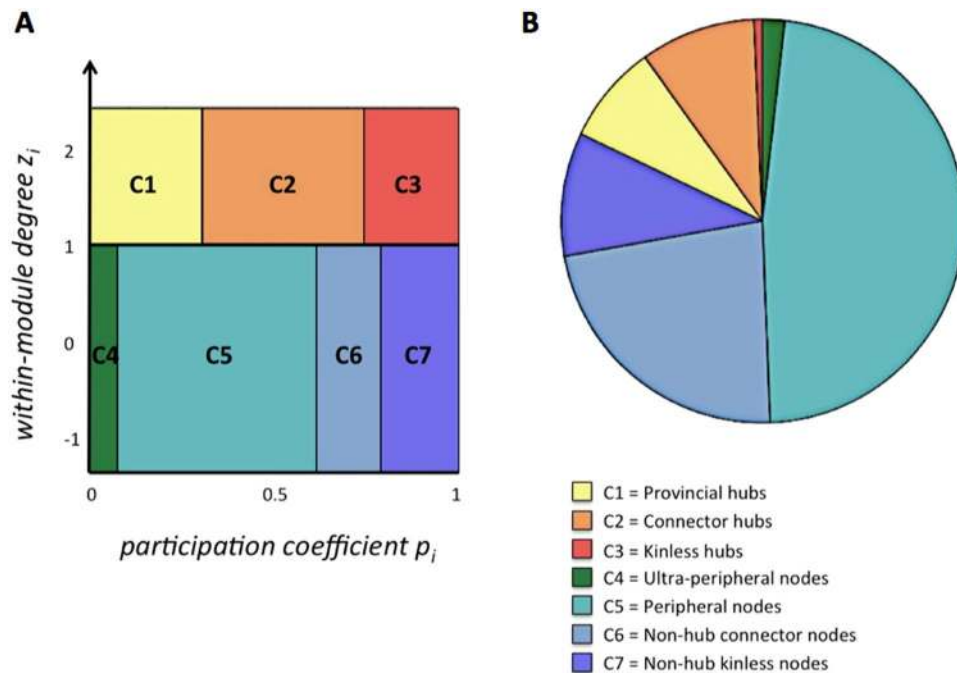 A
B
within-module degree z_i
2
1
0
-1
C1
C2
C3
C4
C5
C6
C7
0
0.5
1
participation coefficient p_i
C1 = Provincial hubs
C2 = Connector hubs
C3 = Kinless hubs
C4 = Ultra-peripheral nodes
C5 = Peripheral nodes
C6 = Non-hub connector nodes
C7 = Non-hub kinless nodes